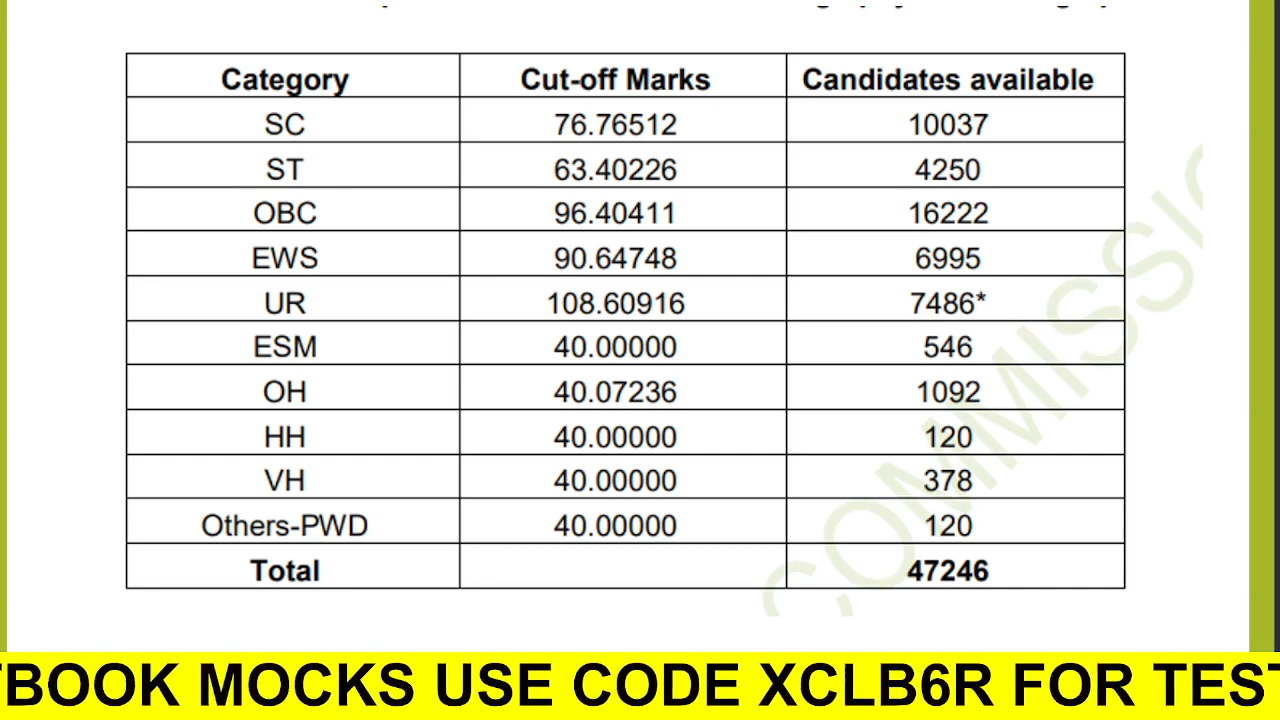 Category Cut-off Marks Candidates available
SC 76.76512 10037
ST 63.40226 4250
OBC 96.40411 16222
EWS 90.64748 6995
UR 108.60916 7486*
ESM 40.00000 546
OH 40.07236 1092
HH 40.00000 120
VH 40.00000 378
Others-PWD 40.00000 120
Total 47246
COMMISSIO
TBOOK MOCKS USE CODE XCLB6R FOR TEST